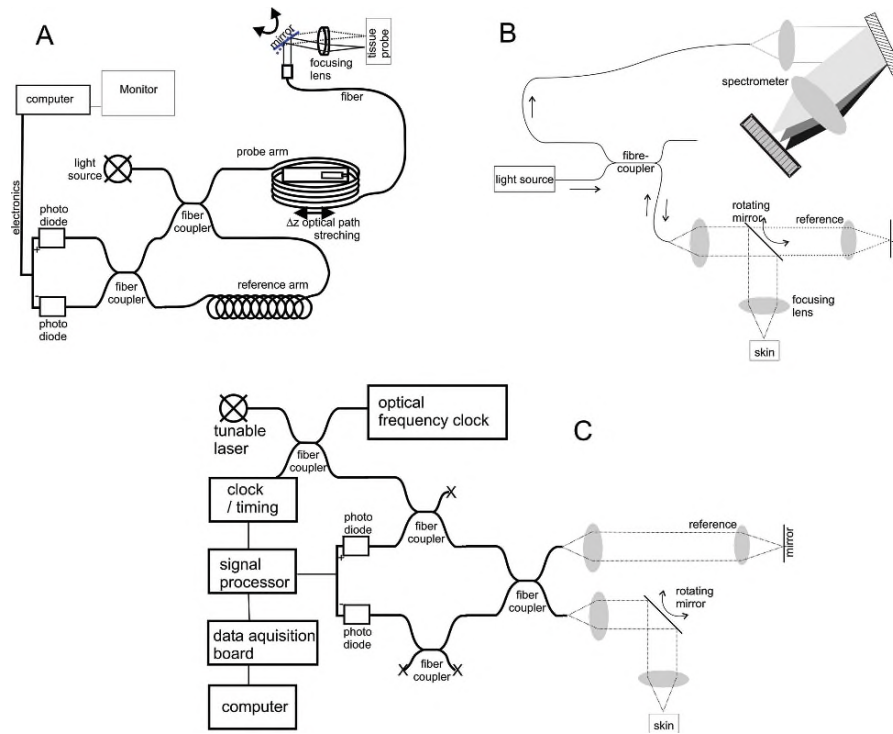 A
mirror
focusing
lens
tissue
probe
computer
Monitor
fiber
light
source
probe arm
electronics
Δz optical path
streching
photo
diode
+
fiber
coupler
reference arm
-
photo
diode
fiber
coupler
B
spectrometer
fibre-
coupler
light source
rotating
mirror
reference
focusing
lens
skin
C
tunable
laser
optical
frequency clock
fiber
coupler
clock
/ timing
X
photo
diode
+
fiber
coupler
reference
mirror
signal
processor
fiber
coupler
rotating
mirror
-
photo
diode
data aquisition
board
X
fiber
coupler
X
computer
skin